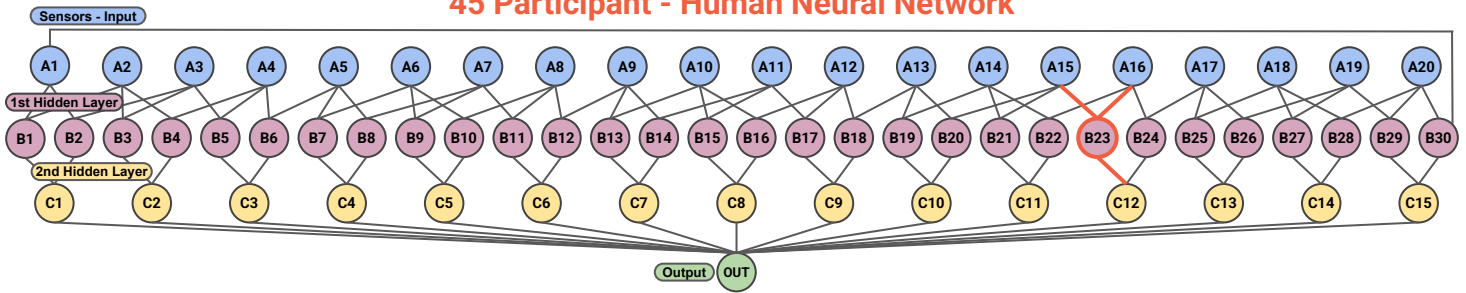 45 Participant - Human Neural Network
Sensors - Input
A1 A2 A3 A4 A5 A6 A7 A8 A9 A10 A11 A12 A13 A14 A15 A16 A17 A18 A19 A20
1st Hidden Layer
B1 B2 B3 B4 B5 B6 B7 B8 B9 B10 B11 B12 B13 B14 B15 B16 B17 B18 B19 B20 B21 B22 B23 B24 B25 B26 B27 B28 B29 B30
2nd Hidden Layer
C1 C2 C3 C4 C5 C6 C7 C8 C9 C10 C11 C12 C13 C14 C15
Output OUT